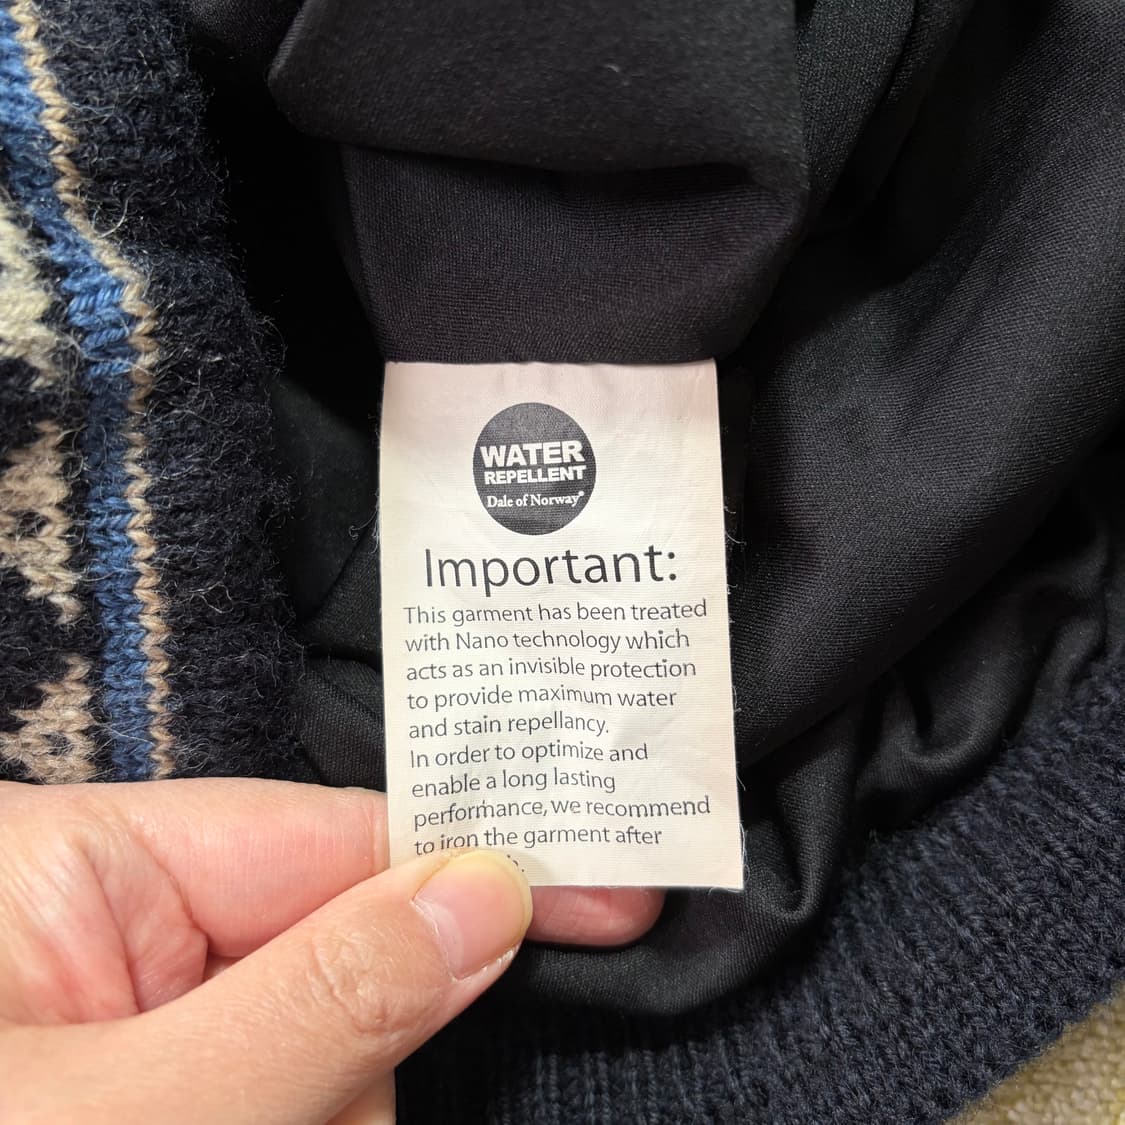 WATER
REPELLENT
Dale of Norway®
Important:
This garment has been treated
with Nano technology which
acts as an invisible protection
to provide maximum water
and stain repellancy.
In order to optimize and
enable a long lasting
performance, we recommend
to iron the garment after